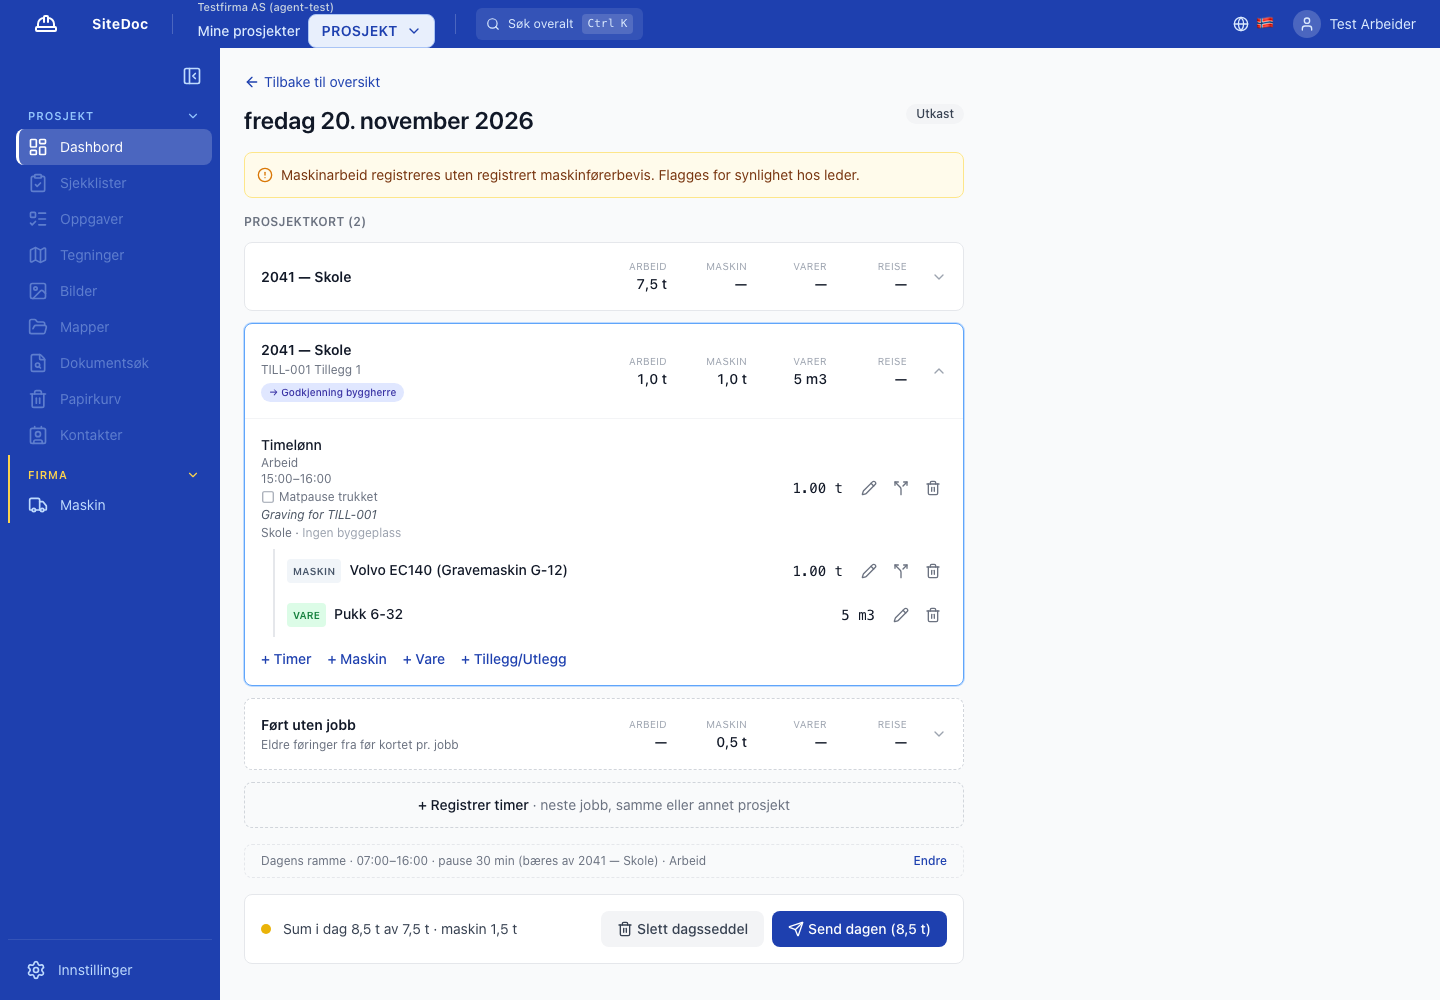 Testfirma AS (agent-test)
SiteDoc
Mine prosjekter
PROSJEKT
Søk overalt
Ctrl K
Test Arbeider
PROSJEKT
Dashbord
Sjekklister
Oppgaver
Tegninger
Bilder
Mapper
Dokumentsøk
Papirkurv
Kontakter
FIRMA
Maskin
Innstillinger
← Tilbake til oversikt
fredag 20. november 2026
Utkast
Maskinarbeid registreres uten registrert maskinførerbevis. Flagges for synlighet hos leder.
PROSJEKTKORT (2)
2041 — Skole
ARBEID MASKIN VARER REISE
7,5 t — — —
2041 — Skole
TILL-001 Tillegg 1
→ Godkjenning byggherre
ARBEID MASKIN VARER REISE
1,0 t 1,0 t 5 m3 —
Timelønn
Arbeid
15:00–16:00
Matpause trukket
Graving for TILL-001
Skole · Ingen byggeplass
1.00 t
MASKIN Volvo EC140 (Gravemaskin G-12) 1.00 t
VARE Pukk 6-32 5 m3
+ Timer + Maskin + Vare + Tillegg/Utlegg
Ført uten jobb
Eldre føringer fra før kortet pr. jobb
ARBEID MASKIN VARER REISE
— 0,5 t — —
+ Registrer timer · neste jobb, samme eller annet prosjekt
Dagens ramme · 07:00–16:00 · pause 30 min (bæres av 2041 — Skole) · Arbeid Endre
Sum i dag 8,5 t av 7,5 t · maskin 1,5 t
Slett dagsseddel
Send dagen (8,5 t)